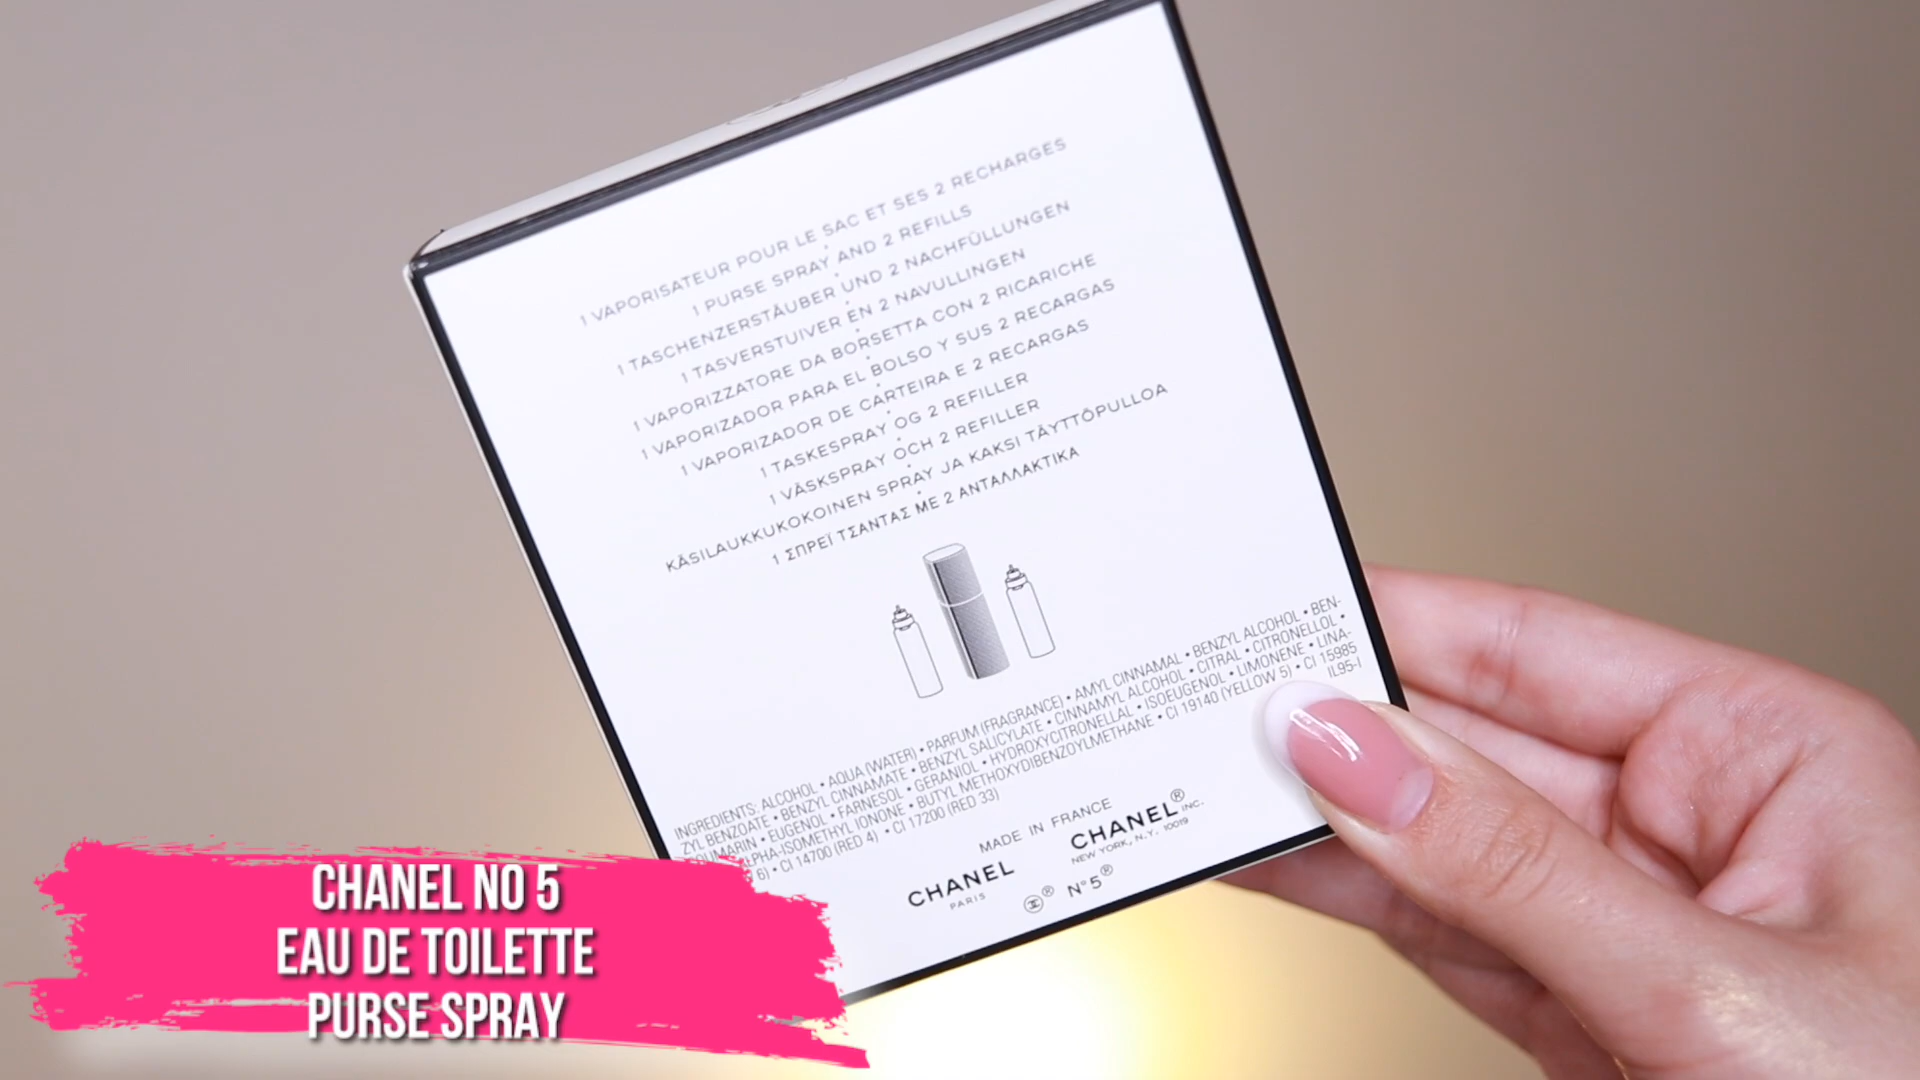 1 VAPORISATEUR POUR LE SAC ET SES 2 RECHARGES
1 PURSE SPRAY AND 2 REFILLS
1 TASCHENZERSTÄUBER UND 2 NACHFÜLLUNGEN
1 TASVERSTUIVER EN 2 NAVULLINGEN
1 VAPORIZZATORE DA BORSETTA CON 2 RICARICHE
1 VAPORIZADOR PARA EL BOLSO Y SUS 2 RECARGAS
1 VAPORIZADOR DE CARTEIRA E 2 RECARGAS
1 TASKESPRAY OG 2 REFILLER
1 VÄSKSPRAY OCH 2 REFILLER
KÄSILAUKKUKOKOINEN SPRAY JA KAKSI TÄYTTÖPULLOA
1 ΣΠΡΕΪ ΤΣΑΝΤΑΣ ΜΕ 2 ΑΝΤΑΛΛΑΚΤΙΚΑ
INGREDIENTS: ALCOHOL • AQUA (WATER) • PARFUM (FRAGRANCE) • AMYL CINNAMAL • BENZYL ALCOHOL • BEN-
ZYL BENZOATE • BENZYL CINNAMATE • BENZYL SALICYLATE • CINNAMYL ALCOHOL • CITRAL • CITRONELLOL •
COUMARIN • EUGENOL • FARNESOL • GERANIOL • HYDROXYCITRONELLAL • ISOEUGENOL • LIMONENE • LINA-
ALPHA-ISOMETHYL IONONE • BUTYL METHOXYDIBENZOYLMETHANE • CI 19140 (YELLOW 5) • CI 15985
6) • CI 14700 (RED 4) • CI 17200 (RED 33)
IL95-I
MADE IN FRANCE
CHANEL CHANEL® INC.
PARIS NEW YORK, N.Y. 10019
® N°5®
CHANEL NO 5
EAU DE TOILETTE
PURSE SPRAY